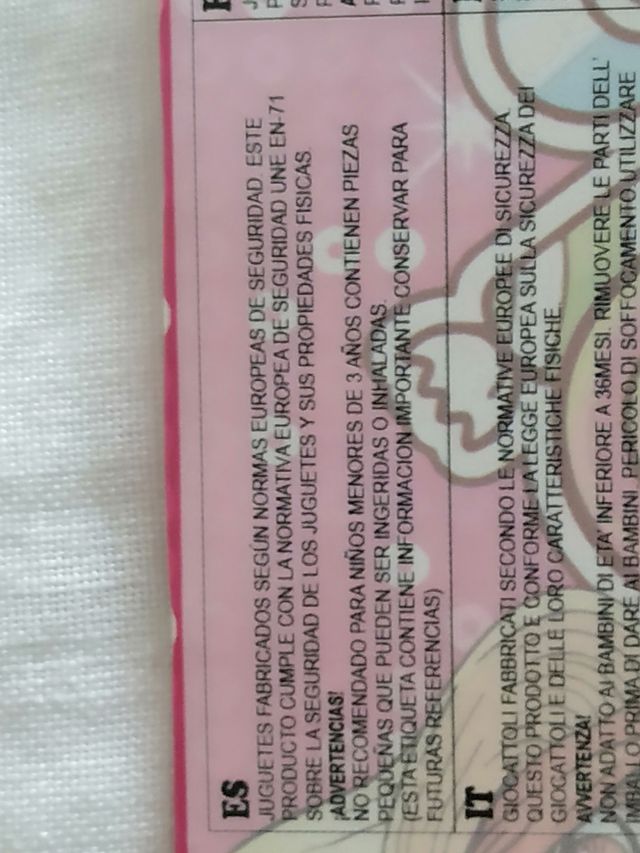 ES
JUGUETES FABRICADOS SEGÚN NORMAS EUROPEAS DE SEGURIDAD. ESTE
PRODUCTO CUMPLE CON LA NORMATIVA EUROPEA DE SEGURIDAD UNE EN-71
SOBRE LA SEGURIDAD DE LOS JUGUETES Y SUS PROPIEDADES FISICAS.
¡ADVERTENCIAS!
NO RECOMENDADO PARA NIÑOS MENORES DE 3 AÑOS CONTIENEN PIEZAS
PEQUEÑAS QUE PUEDEN SER INGERIDAS O INHALADAS.
(ESTA ETIQUETA CONTIENE INFORMACION IMPORTANTE. CONSERVAR PARA
FUTURAS REFERENCIAS)
IT
GIOCATTOLI FABBRICATI SECONDO LE NORMATIVE EUROPEE DI SICUREZZA.
QUESTO PRODOTTO E CONFORME LA LEGGE EUROPEA SULLA SICUREZZA DEI
GIOCATTOLI E DELLE LORO CARATTERISTICHE FISICHE.
AVVERTENZA!
NON ADATTO AI BAMBINI DI ETA' INFERIORE A 36MESI. RIMUOVERE LE PARTI DELL'
IMBALLO PRIMA DI DARE AI BAMBINI. PERICOLO DI SOFFOCAMENTO.UTILIZZARE